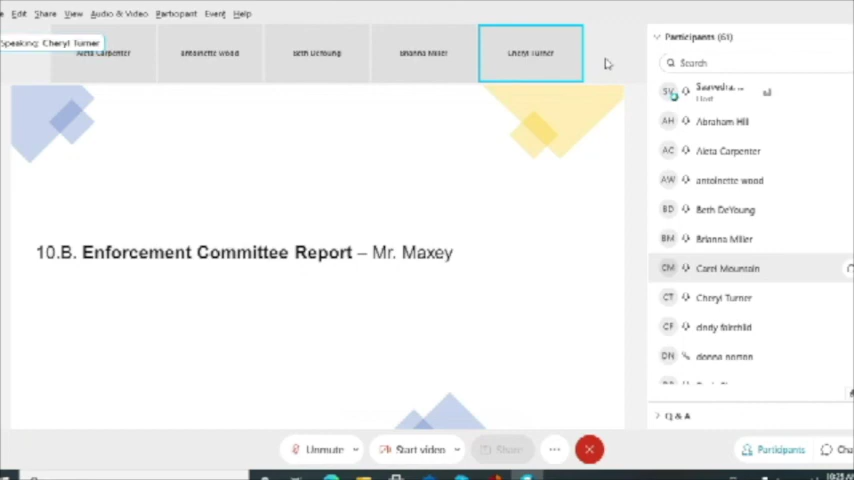 Edit Share View Audio & Video Participant Event Help
Speaking: Cheryl Turner
Aleta Carpenter
antoinette wood
Beth DeYoung
Brianna Miller
Cheryl Turner
10.B. Enforcement Committee Report – Mr. Maxey
Participants (61)
Search
Host
AH Abraham Hill
AC Aleta Carpenter
AW antoinette wood
BD Beth DeYoung
BM Brianna Miller
CM Carol Mountain
CT Cheryl Turner
CF cindy fairchild
DN donna norton
Q & A
Unmute
Start video
Share
Participants